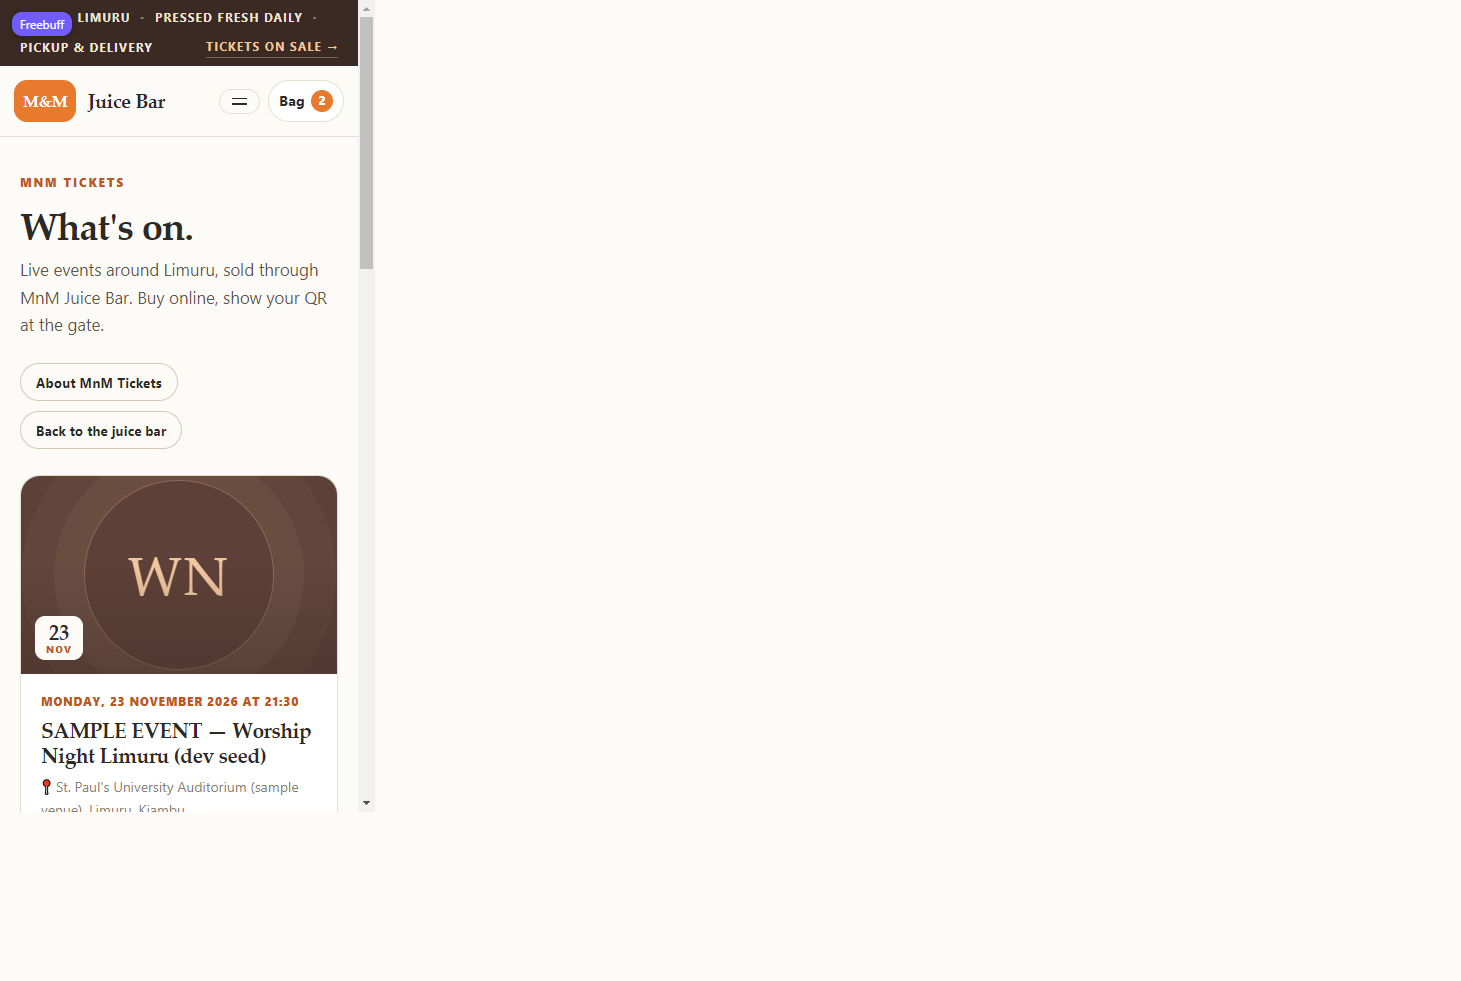 Freebuff
LIMURU · PRESSED FRESH DAILY ·
PICKUP & DELIVERY
TICKETS ON SALE →
M&M Juice Bar
Bag 2
MNM TICKETS
What's on.
Live events around Limuru, sold through
MnM Juice Bar. Buy online, show your QR
at the gate.
About MnM Tickets
Back to the juice bar
WN
23
NOV
MONDAY, 23 NOVEMBER 2026 AT 21:30
SAMPLE EVENT — Worship
Night Limuru (dev seed)
📍 St. Paul's University Auditorium (sample
venue), Limuru, Kiambu